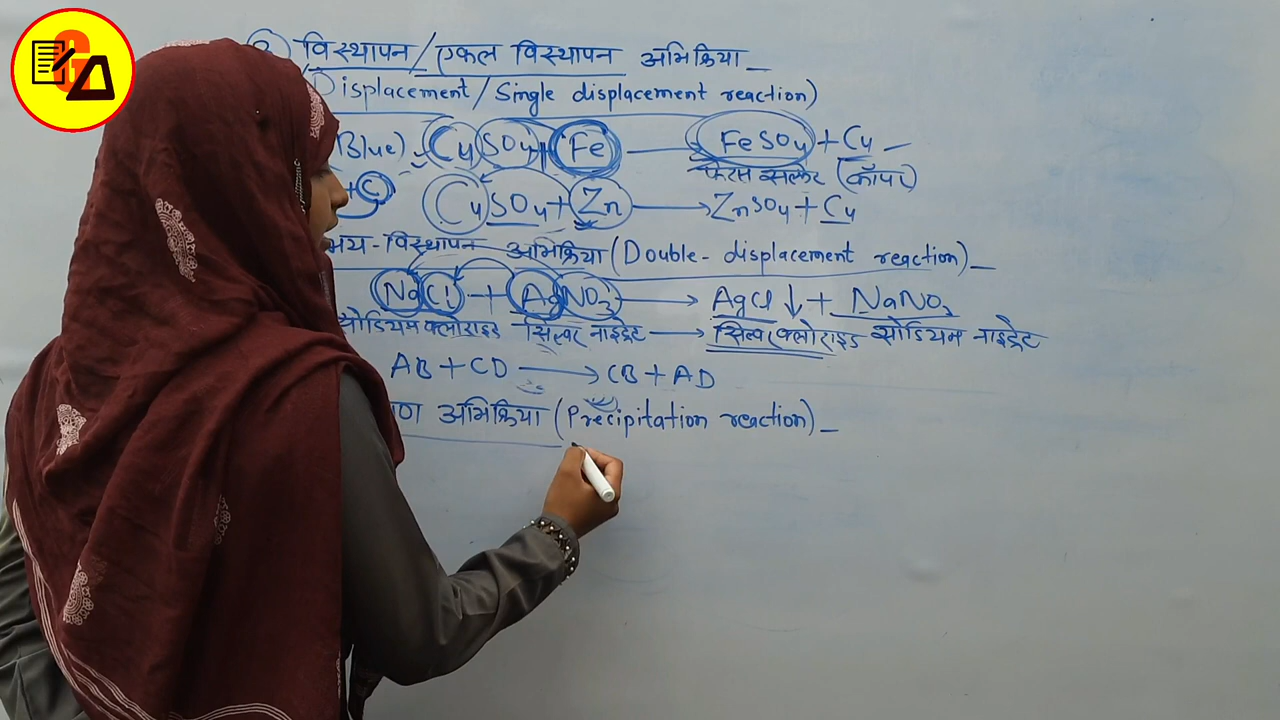 विस्थापन/एकल विस्थापन अभिक्रिया
(Displacement/Single displacement reaction)
(Blue) CuSO4 + Fe → FeSO4 + Cu
फेरस सल्फेट (कॉपर)
+ C CuSO4 + Zn → ZnSO4 + Cu
विस्थापन अभिक्रिया (Double-displacement reaction)
NaCl + AgNO3 → AgCl ↓ + NaNO3
सोडियम क्लोराइड सिल्वर नाइट्रेट → सिल्वर क्लोराइड सोडियम नाइट्रेट
AB + CD → CB + AD
अभिक्रिया (Precipitation reaction)